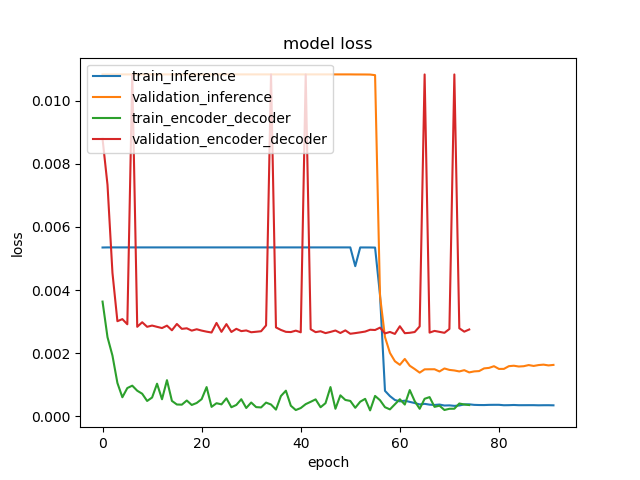 model loss
train_inference
validation_inference
train_encoder_decoder
validation_encoder_decoder
loss
0.010
0.008
0.006
0.004
0.002
0.000
0 20 40 60 80
epoch